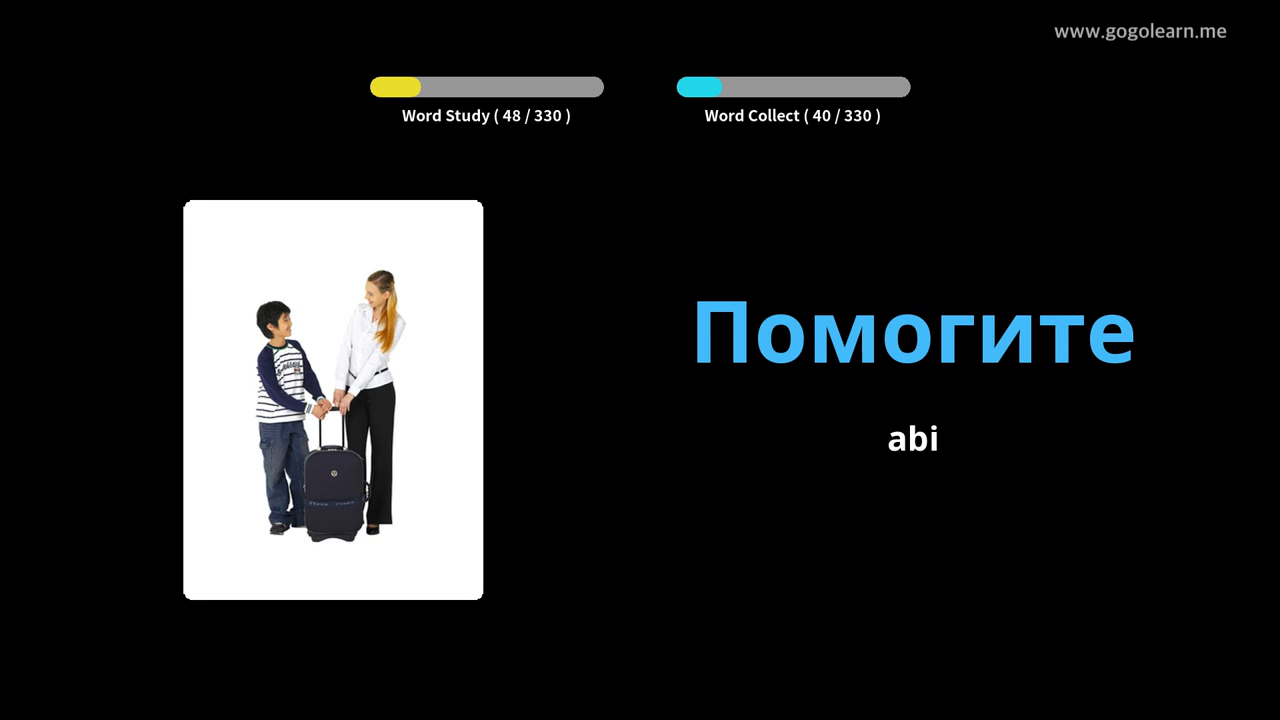 www.gogolearn.me
Word Study ( 48 / 330 )
Word Collect ( 40 / 330 )
Помогите
abi